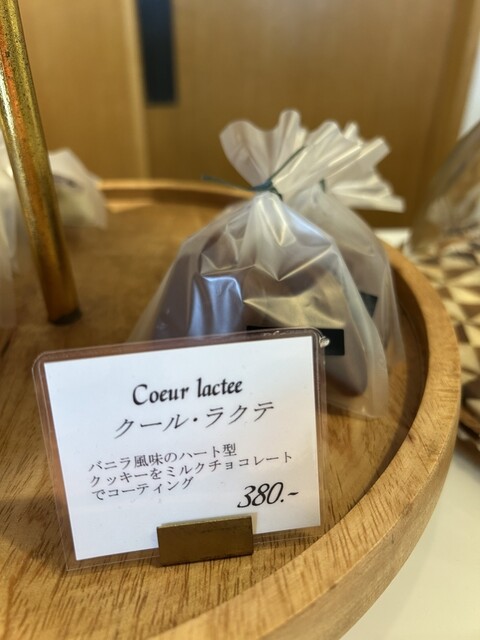 Coeur lactee
クール・ラクテ
バニラ風味のハート型
クッキーをミルクチョコレート
でコーティング
380.-